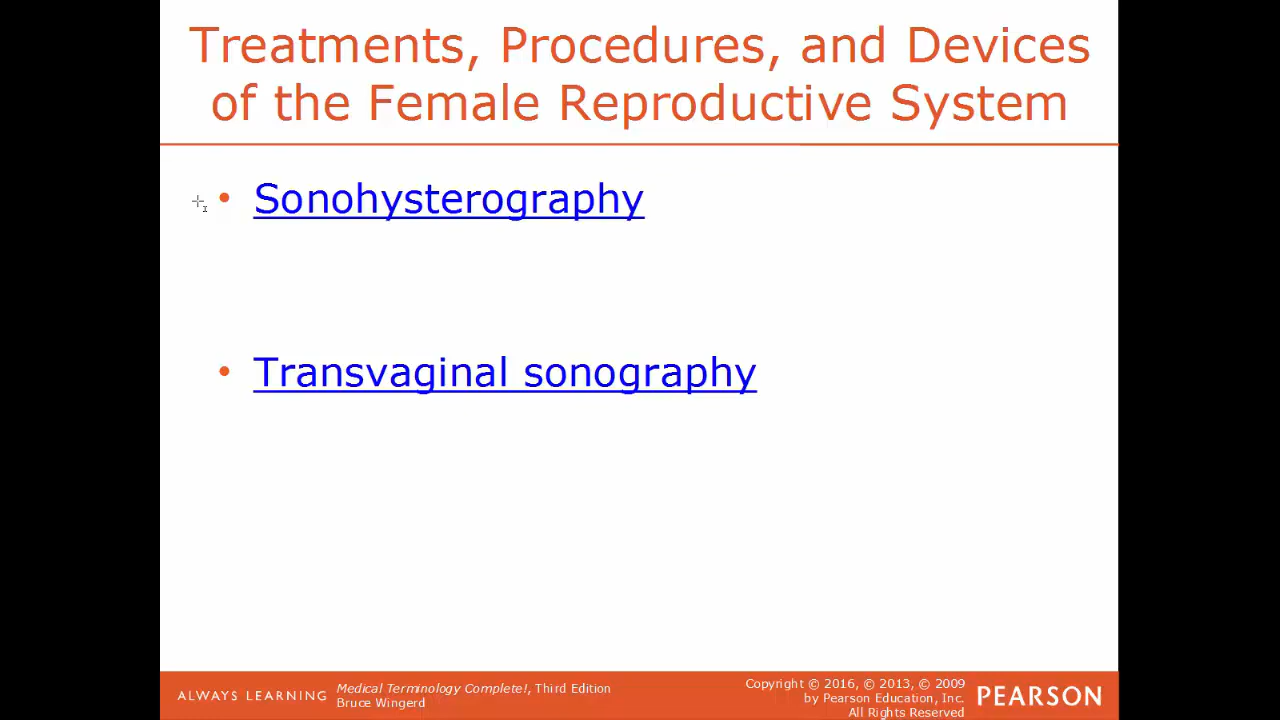 Treatments, Procedures, and Devices
of the Female Reproductive System
• Sonohysterography
• Transvaginal sonography
ALWAYS LEARNING
Medical Terminology Complete!, Third Edition
Bruce Wingerd
Copyright © 2016, © 2013, © 2009
by Pearson Education, Inc.
All Rights Reserved
PEARSON